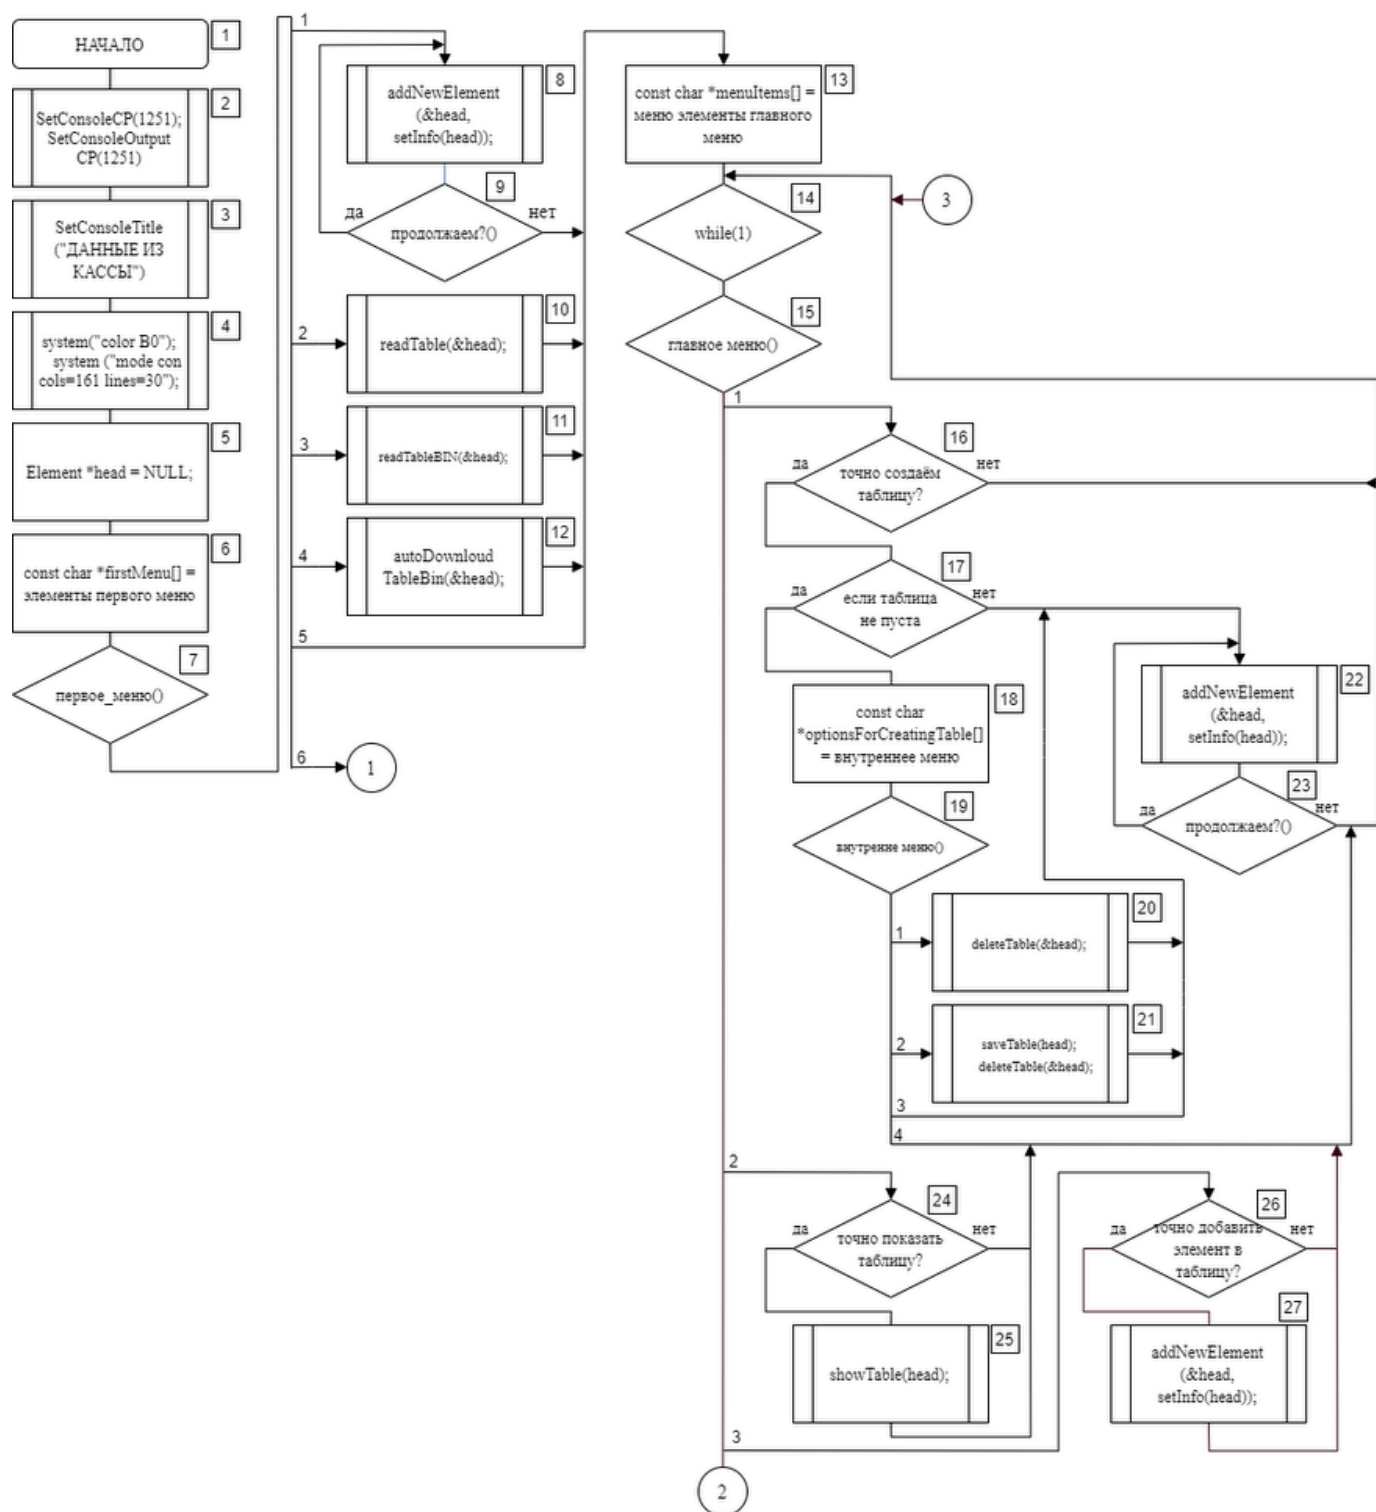 НАЧАЛО
1
SetConsoleCP(1251);
SetConsoleOutput
CP(1251)
2
SetConsoleTitle
("ДАННЫЕ ИЗ
КАССЫ")
3
system("color B0");
system ("mode con
cols=161 lines=30");
4
Element *head = NULL;
5
const char *firstMenu[] =
элементы первого меню
6
первое_меню()
7
1
addNewElement
(&head,
setInfo(head));
8
да
продолжаем?()
нет
9
2
readTable(&head);
10
3
readTableBIN(&head);
11
4
autoDownloud
TableBin(&head);
12
5
6
1
const char *menuItems[] =
меню элементы главного
меню
13
3
while(1)
14
главное меню()
15
1
да
точно создаём
таблицу?
нет
16
да
если таблица
не пуста
нет
17
const char
*optionsForCreatingTable[]
= внутреннее меню
18
внутренне меню()
19
addNewElement
(&head,
setInfo(head));
22
да
продолжаем?()
нет
23
1
deleteTable(&head);
20
2
saveTable(head);
deleteTable(&head);
21
3
4
2
да
точно показать
таблицу?
нет
24
showTable(head);
25
3
да
точно добавить
элемент в
таблицу?
нет
26
addNewElement
(&head,
setInfo(head));
27
2